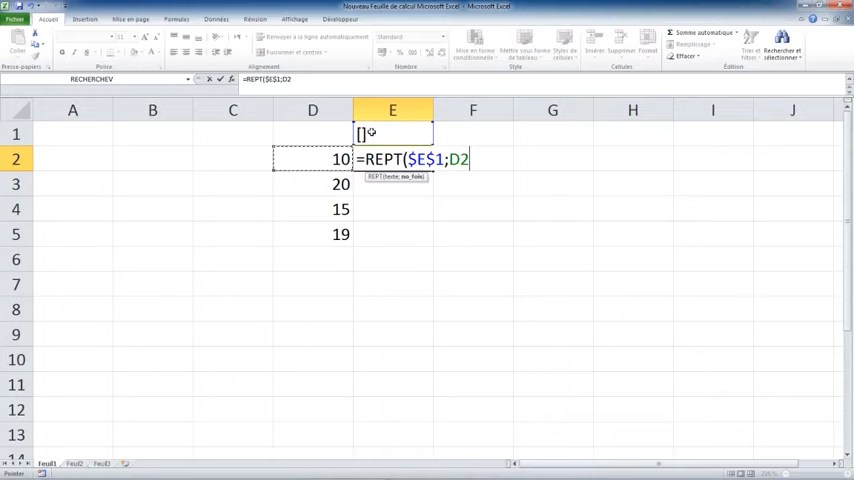 Nouveau Feuille de calcul Microsoft Excel - Microsoft Excel
Fichier Accueil Insertion Mise en page Formules Données Révision Affichage Développeur
Coller
11
Renvoyer à la ligne automatiquement
Standard
Fusionner et centrer
Mise en forme conditionnelle
Mettre sous forme de tableau
Styles de cellules
Insérer
Supprimer
Format
Somme automatique
Remplissage
Effacer
Trier et filtrer
Rechercher et sélectionner
Presse-papiers Police Alignement Nombre Style Cellules Édition
RECHERCHEV =REPT($E$1;D2
A B C D E F G H I J
1 []
2 10 =REPT($E$1;D2
REPT(texte; no_fois)
3 20
4 15
5 19
6
7
8
9
10
11
12
13
14
Feuil1 Feuil2 Feuil3
Pointer